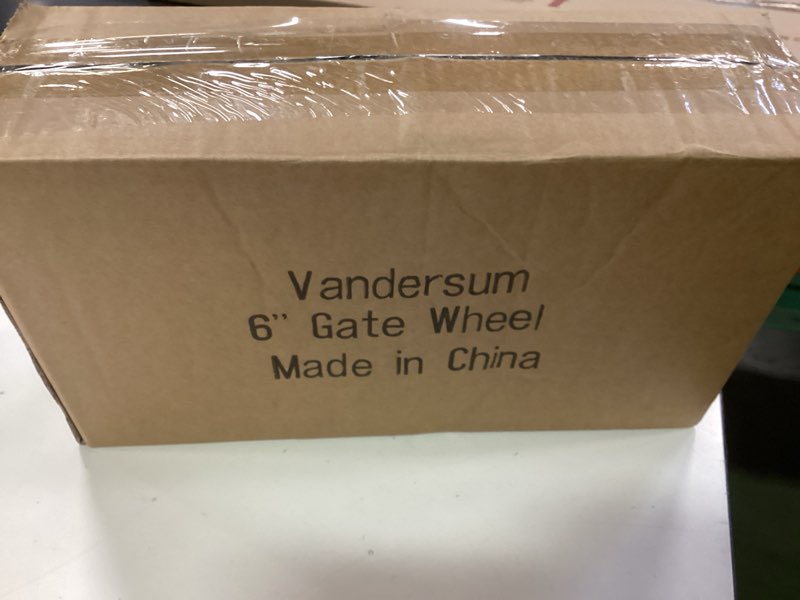 Vandersum
6" Gate Wheel
Made in China